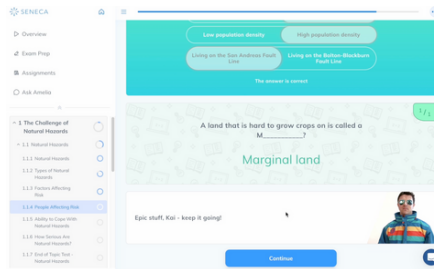 SENECA
Overview
Exam Prep
Assignments
Ask Amelia
1 The Challenge of
Natural Hazards
1.1 Natural Hazards
1.1.1 Natural Hazards
1.1.2 Types of Natural
Hazards
1.1.3 Factors Affecting
Risk
1.1.4 People Affecting Risk
1.1.5 Ability to Cope With
Natural Hazards
1.1.6 How Serious Are
Natural Hazards?
1.1.7 End of Topic Test -
Natural Hazards
Low population density
High population density
Living on the San Andreas Fault
Line
Living on the Bolton-Blackburn
Fault Line
The answer is correct
1/1
A land that is hard to grow crops on is called a
M__________?
Marginal land
Epic stuff, Kai - keep it going!
Continue